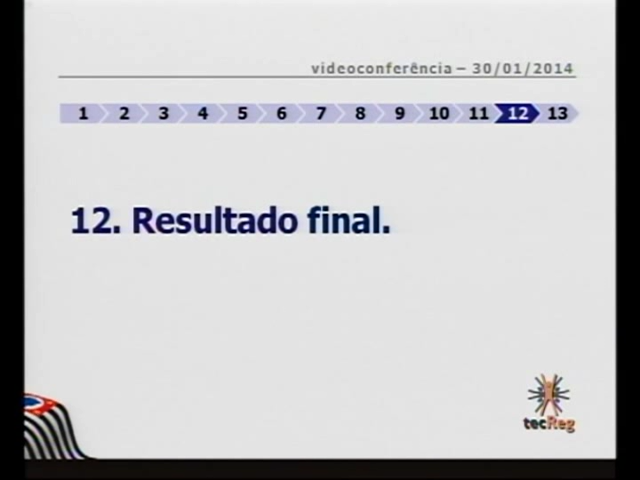 videoconferência – 30/01/2014
1 2 3 4 5 6 7 8 9 10 11 12 13
12. Resultado final.
tecReg